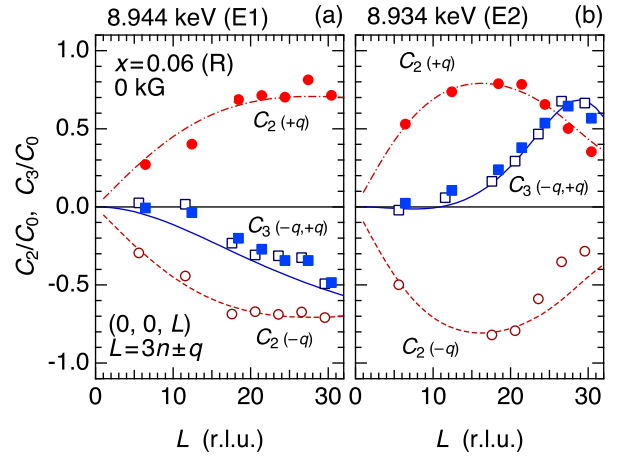 8.944 keV (E1) (a)
8.934 keV (E2) (b)
C₂/C₀, C₃/C₀
1.0
0.5
0.0
-0.5
-1.0
x=0.06 (R)
0 kG
C₂ (+q)
C₃ (−q,+q)
C₂ (−q)
(0, 0, L)
L=3n±q
C₂ (+q)
C₃ (−q,+q)
C₂ (−q)
0 10 20 30
0 10 20 30
L (r.l.u.)
L (r.l.u.)